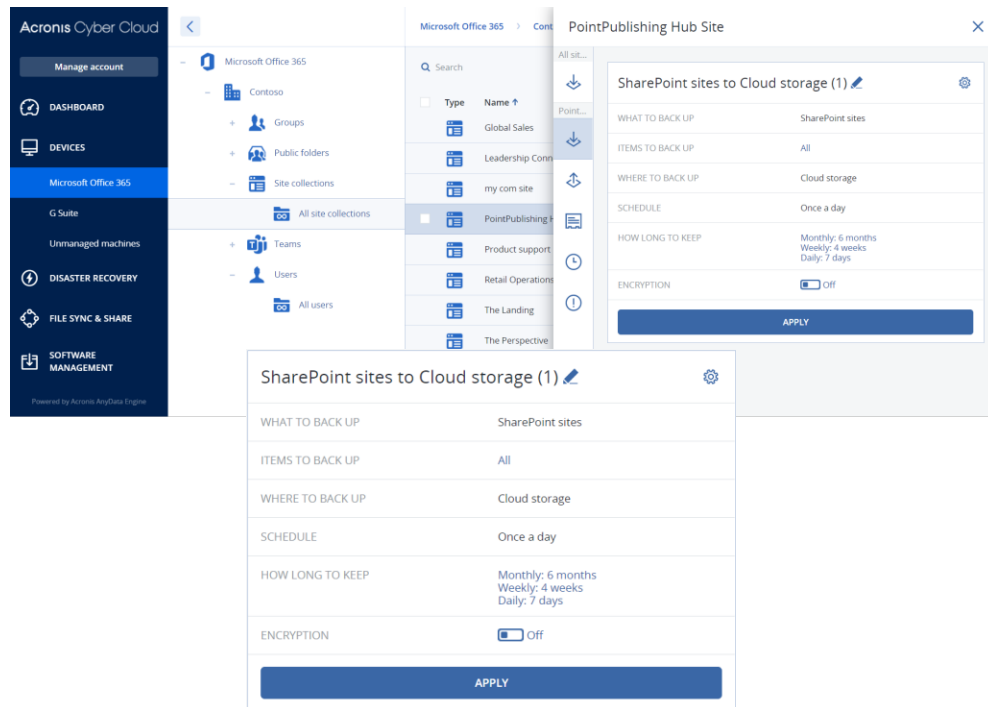 Acronis Cyber Cloud
Manage account
DASHBOARD
DEVICES
Microsoft Office 365
G Suite
Unmanaged machines
DISASTER RECOVERY
FILE SYNC & SHARE
SOFTWARE
MANAGEMENT
Powered by Acronis AnyData Engine
Microsoft Office 365
Contoso
Groups
Public folders
Site collections
All site collections
Teams
Users
All users
Microsoft Office 365 Cont
Search
Type Name
Global Sales
Leadership Conn
my com site
PointPublishing H
Product support
Retail Operations
The Landing
The Perspective
PointPublishing Hub Site
All sit...
Point...
SharePoint sites to Cloud storage (1)
WHAT TO BACK UP SharePoint sites
ITEMS TO BACK UP All
WHERE TO BACK UP Cloud storage
SCHEDULE Once a day
HOW LONG TO KEEP Monthly: 6 months
Weekly: 4 weeks
Daily: 7 days
ENCRYPTION Off
APPLY
SharePoint sites to Cloud storage (1)
WHAT TO BACK UP SharePoint sites
ITEMS TO BACK UP All
WHERE TO BACK UP Cloud storage
SCHEDULE Once a day
HOW LONG TO KEEP Monthly: 6 months
Weekly: 4 weeks
Daily: 7 days
ENCRYPTION Off
APPLY